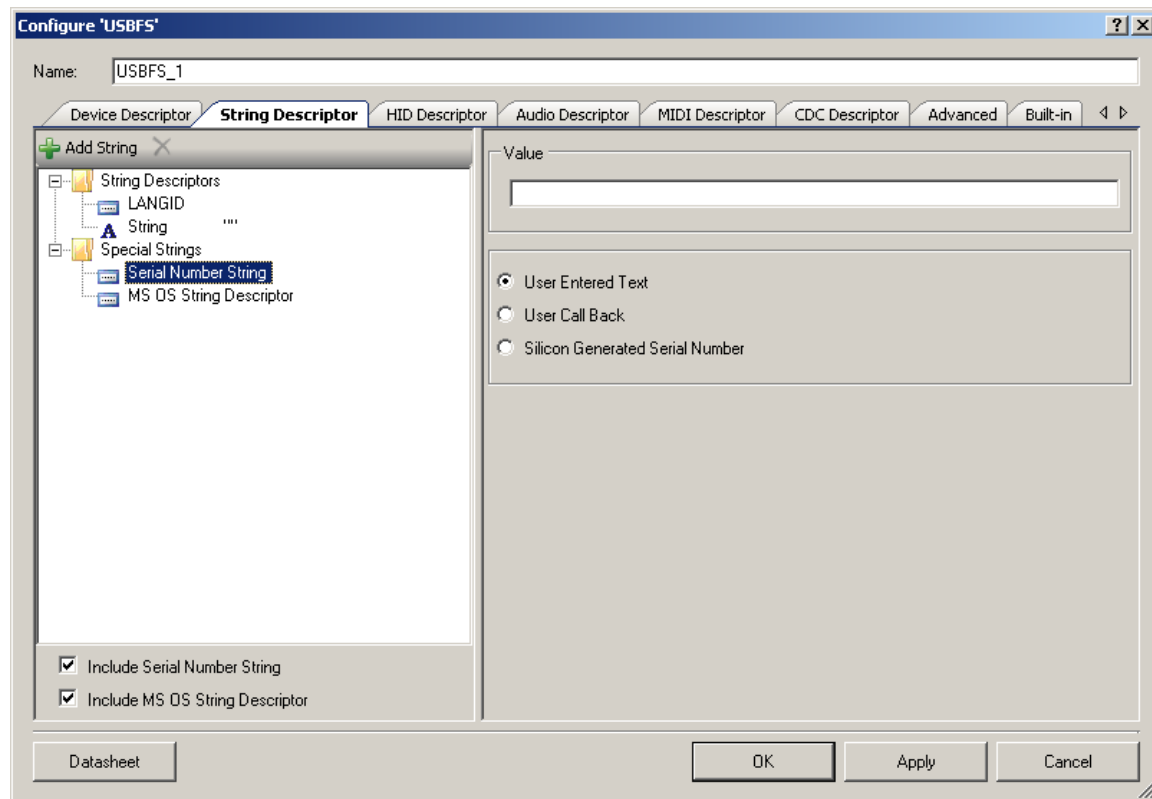 Configure 'USBFS'
Name: USBFS_1
Device Descriptor String Descriptor HID Descriptor Audio Descriptor MIDI Descriptor CDC Descriptor Advanced Built-in
Add String
String Descriptors
LANGID
String ""
Special Strings
Serial Number String
MS OS String Descriptor
Include Serial Number String
Include MS OS String Descriptor
Value
User Entered Text
User Call Back
Silicon Generated Serial Number
Datasheet OK Apply Cancel